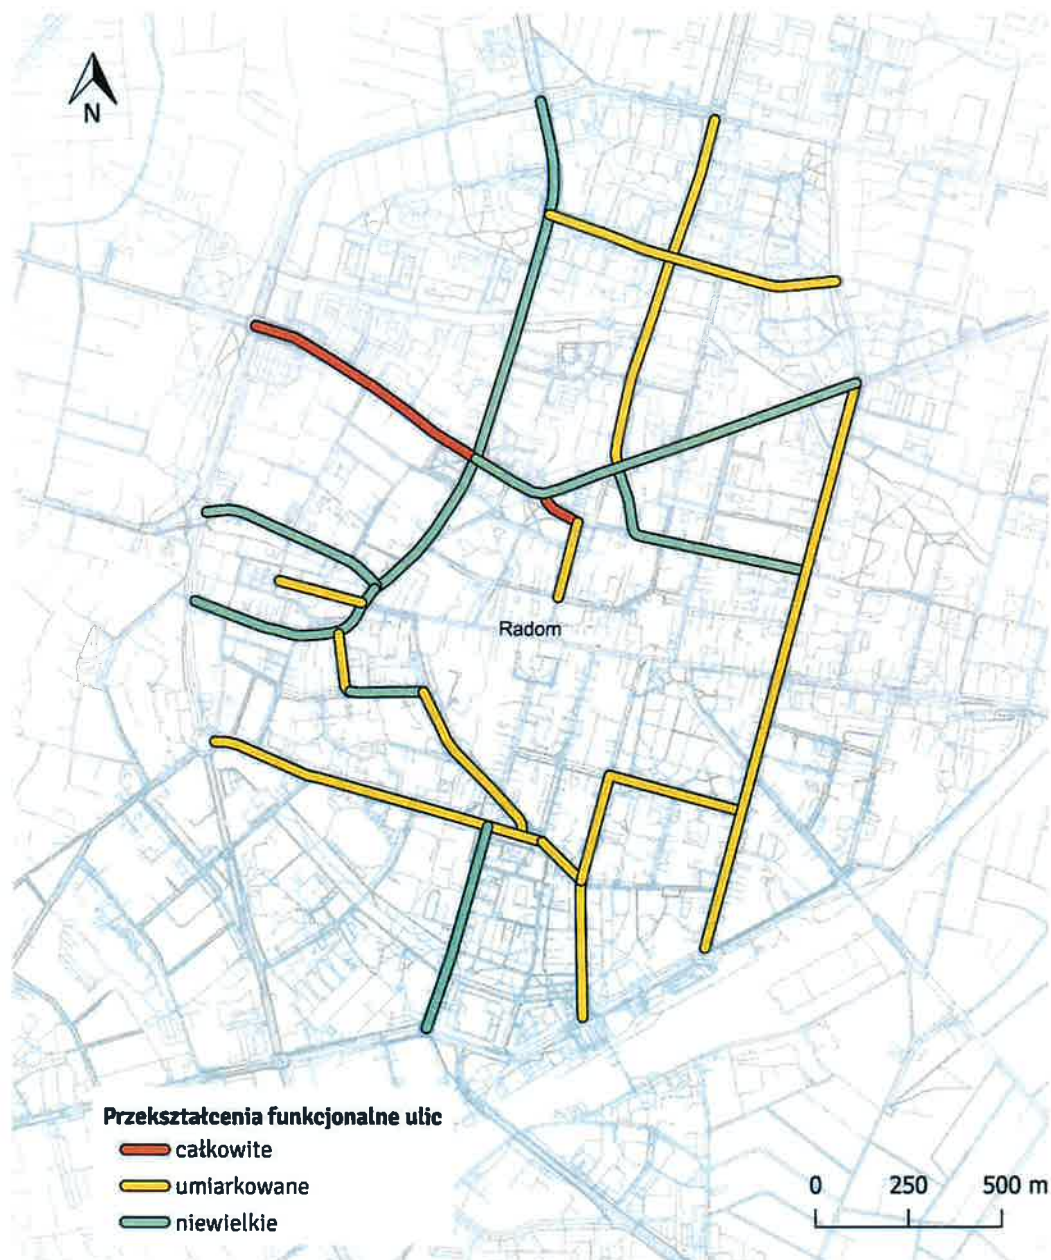 N
Radom
Przekształcenia funkcjonalne ulic
całkowite
umiarkowane
niewielkie
0 250 500 m